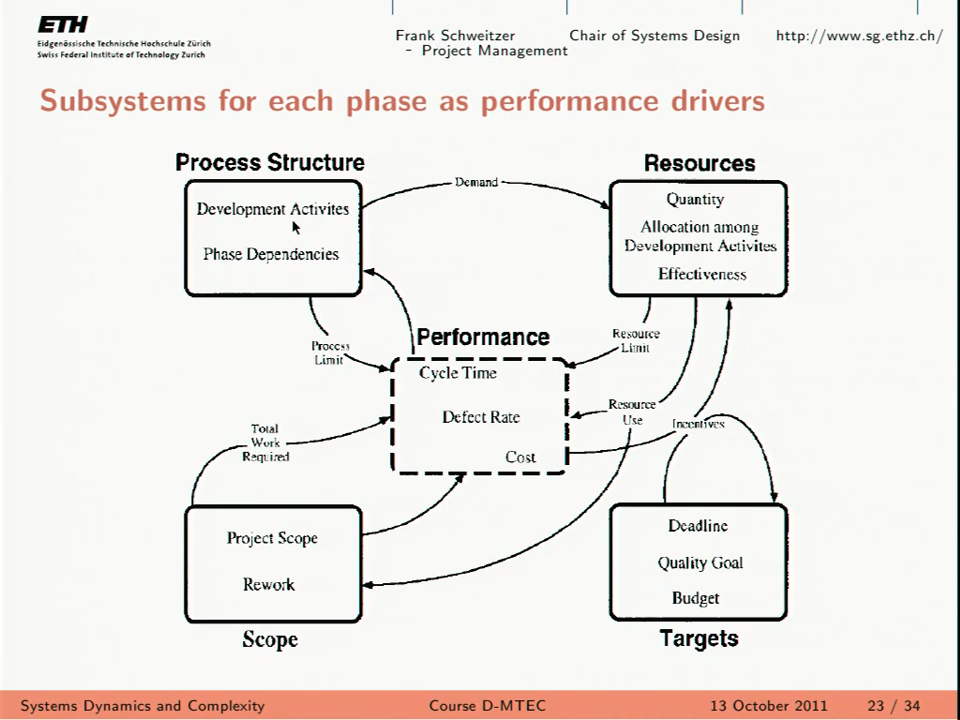 ETH
Eidgenössische Technische Hochschule Zürich
Swiss Federal Institute of Technology Zurich
Frank Schweitzer
Chair of Systems Design
http://www.sg.ethz.ch/
- Project Management
Subsystems for each phase as performance drivers
Process Structure
Development Activites
Phase Dependencies
Demand
Resources
Quantity
Allocation among
Development Activites
Effectiveness
Process
Limit
Performance
Cycle Time
Defect Rate
Cost
Resource
Limit
Resource
Use
Incentives
Total
Work
Required
Project Scope
Rework
Scope
Deadline
Quality Goal
Budget
Targets
Systems Dynamics and Complexity
Course D-MTEC
13 October 2011
23 / 34